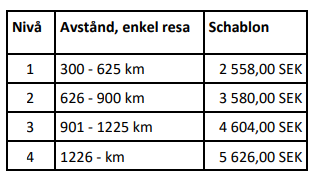 Nivå Avstånd, enkel resa Schablon
1 300 - 625 km 2 558,00 SEK
2 626 - 900 km 3 580,00 SEK
3 901 - 1225 km 4 604,00 SEK
4 1226 - km 5 626,00 SEK